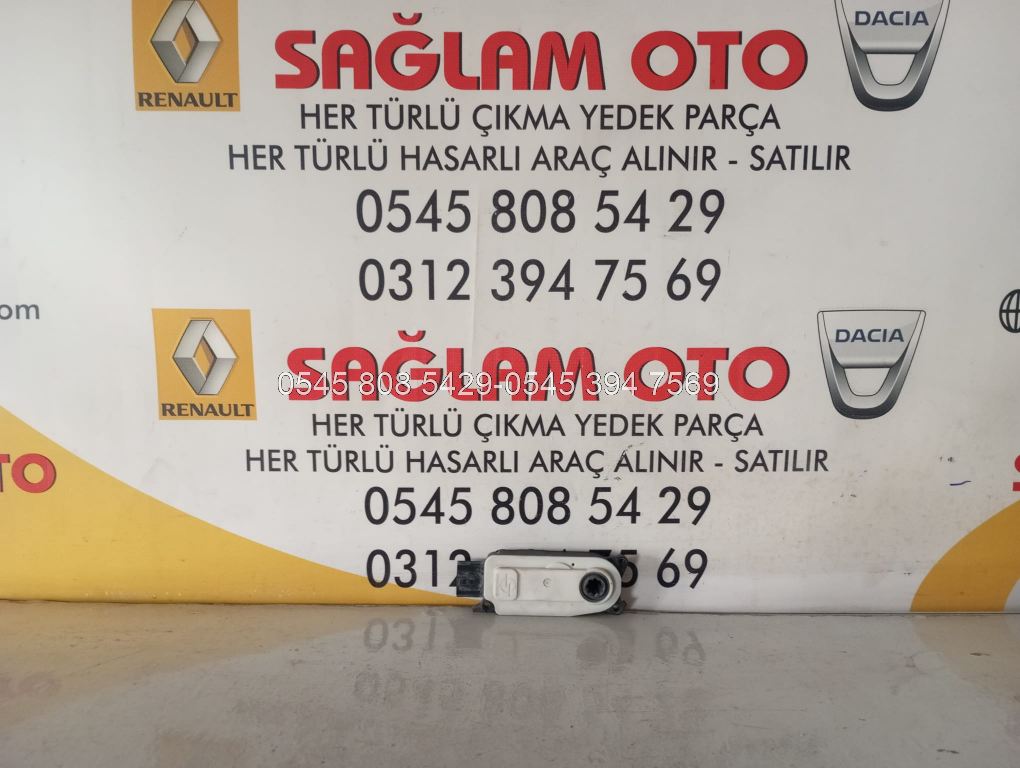 RENAULT
SAĞLAM OTO
DACIA
HER TÜRLÜ ÇIKMA YEDEK PARÇA
HER TÜRLÜ HASARLI ARAÇ ALINIR - SATILIR
0545 808 54 29
0312 394 75 69
om
RENAULT
SAĞLAM OTO
DACIA
0545 808 5429-0545 394 7569
HER TÜRLÜ ÇIKMA YEDEK PARÇA
HER TÜRLÜ HASARLI ARAÇ ALINIR - SATILIR
TO
0545 808 54 29
0312 75 69